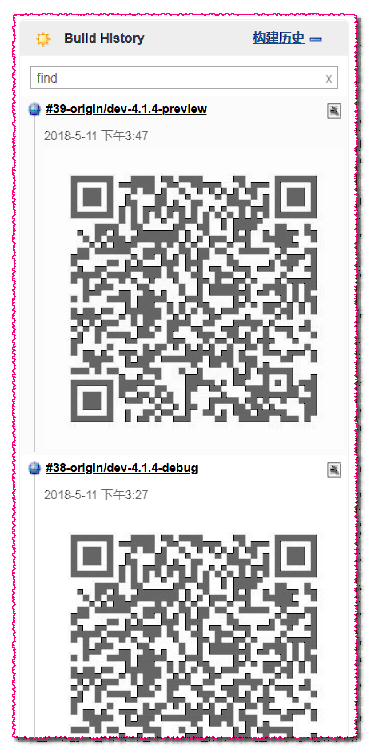 Build History 构建历史
find x
#39-origin/dev-4.1.4-preview
2018-5-11 下午3:47
#38-origin/dev-4.1.4-debug
2018-5-11 下午3:27